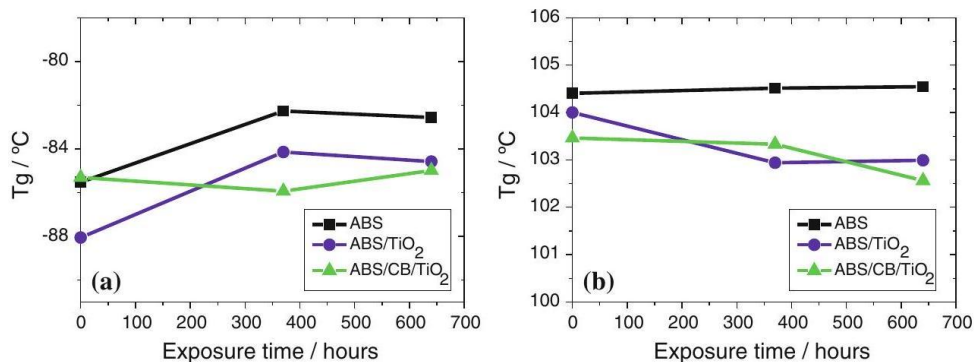 -80
-84
-88
Tg / °C
ABS
ABS/TiO2
ABS/CB/TiO2
(a)
0 100 200 300 400 500 600 700
Exposure time / hours
106
105
104
103
102
101
100
Tg / °C
ABS
ABS/TiO2
ABS/CB/TiO2
(b)
0 100 200 300 400 500 600 700
Exposure time / hours